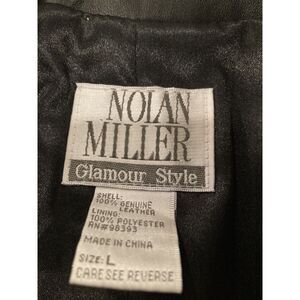 NOLAN
MILLER
Glamour Style
SHELL:
100% GENUINE
LEATHER
LINING:
100% POLYESTER
RN#98393
MADE IN CHINA
SIZE: L
CARE SEE REVERSE